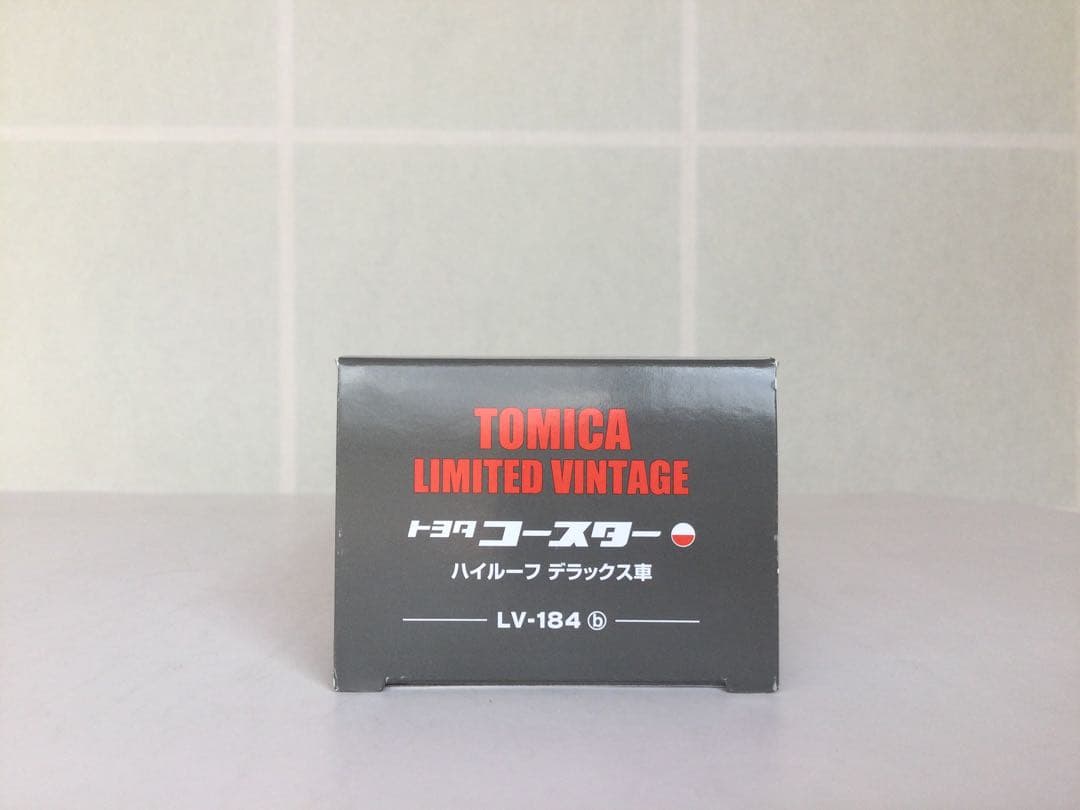 TOMICA
LIMITED VINTAGE
トヨタ コースター
ハイルーフ デラックス車
LV-184 ⓑ